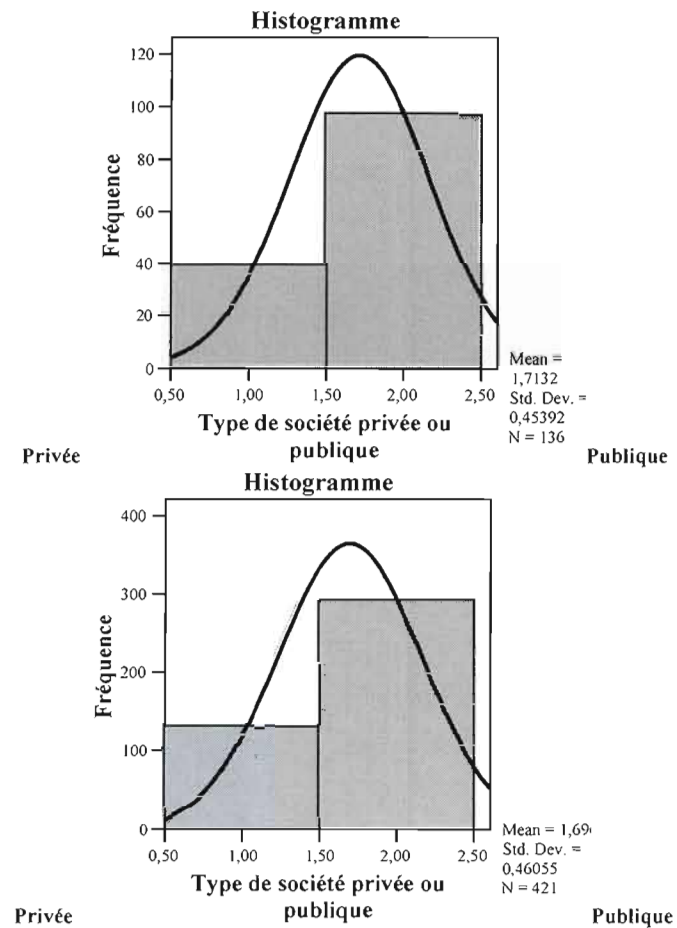 Histogramme
120
100
80
60
40
20
0
Fréquence
0,50 1,00 1,50 2,00 2,50
Type de société privée ou
publique
Mean =
1,7132
Std. Dev. =
0,45392
N = 136
Privée Publique
Histogramme
400
300
200
100
0
Fréquence
0,50 1,00 1,50 2,00 2,50
Type de société privée ou
publique
Mean = 1,69
Std. Dev. =
0,46055
N = 421
Privée Publique